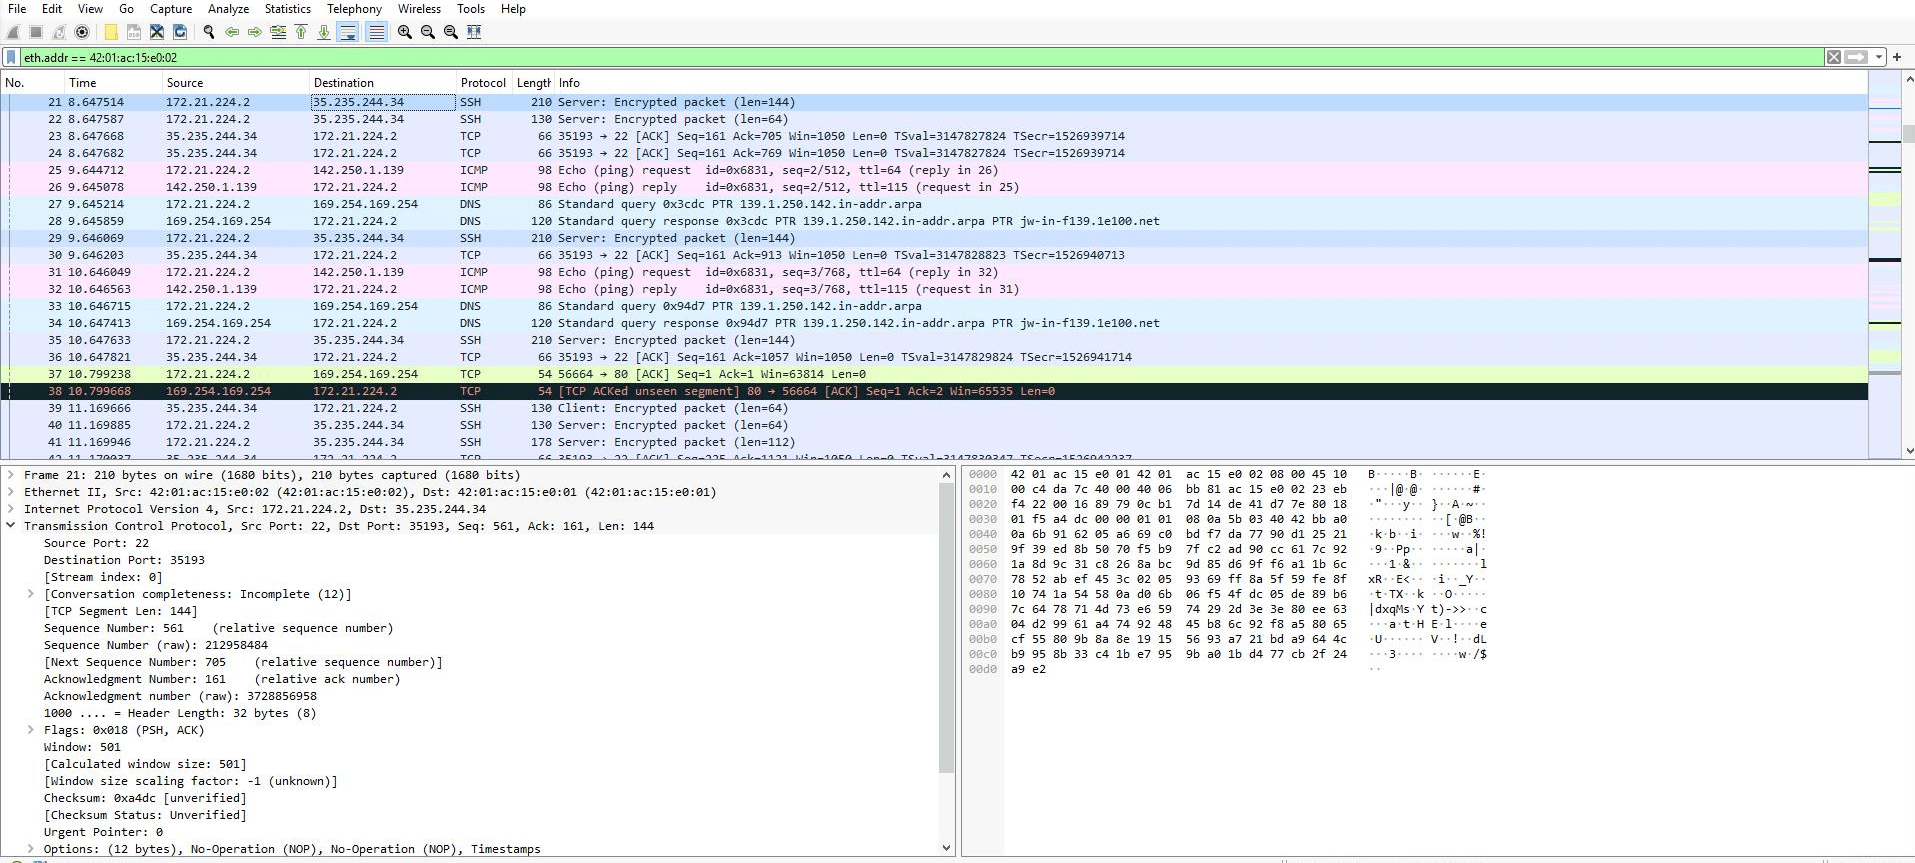 File Edit View Go Capture Analyze Statistics Telephony Wireless Tools Help
eth.addr == 42:01:ac:15:e0:02
No. Time Source Destination Protocol Length Info
21 8.647514 172.21.224.2 35.235.244.34 SSH 210 Server: Encrypted packet (len=144)
22 8.647587 172.21.224.2 35.235.244.34 SSH 130 Server: Encrypted packet (len=64)
23 8.647668 35.235.244.34 172.21.224.2 TCP 66 35193 → 22 [ACK] Seq=161 Ack=705 Win=1050 Len=0 TSval=3147827824 TSecr=1526939714
24 8.647682 35.235.244.34 172.21.224.2 TCP 66 35193 → 22 [ACK] Seq=161 Ack=769 Win=1050 Len=0 TSval=3147827824 TSecr=1526939714
25 9.644712 172.21.224.2 142.250.1.139 ICMP 98 Echo (ping) request id=0x6831, seq=2/512, ttl=64 (reply in 26)
26 9.645078 142.250.1.139 172.21.224.2 ICMP 98 Echo (ping) reply id=0x6831, seq=2/512, ttl=115 (request in 25)
27 9.645214 172.21.224.2 169.254.169.254 DNS 86 Standard query 0x3cdc PTR 139.1.250.142.in-addr.arpa
28 9.645859 169.254.169.254 172.21.224.2 DNS 120 Standard query response 0x3cdc PTR 139.1.250.142.in-addr.arpa PTR jw-in-f139.1e100.net
29 9.646069 172.21.224.2 35.235.244.34 SSH 210 Server: Encrypted packet (len=144)
30 9.646203 35.235.244.34 172.21.224.2 TCP 66 35193 → 22 [ACK] Seq=161 Ack=913 Win=1050 Len=0 TSval=3147828823 TSecr=1526940713
31 10.646049 172.21.224.2 142.250.1.139 ICMP 98 Echo (ping) request id=0x6831, seq=3/768, ttl=64 (reply in 32)
32 10.646563 142.250.1.139 172.21.224.2 ICMP 98 Echo (ping) reply id=0x6831, seq=3/768, ttl=115 (request in 31)
33 10.646715 172.21.224.2 169.254.169.254 DNS 86 Standard query 0x94d7 PTR 139.1.250.142.in-addr.arpa
34 10.647413 169.254.169.254 172.21.224.2 DNS 120 Standard query response 0x94d7 PTR 139.1.250.142.in-addr.arpa PTR jw-in-f139.1e100.net
35 10.647633 172.21.224.2 35.235.244.34 SSH 210 Server: Encrypted packet (len=144)
36 10.647821 35.235.244.34 172.21.224.2 TCP 66 35193 → 22 [ACK] Seq=161 Ack=1057 Win=1050 Len=0 TSval=3147829824 TSecr=1526941714
37 10.799238 172.21.224.2 169.254.169.254 TCP 54 56664 → 80 [ACK] Seq=1 Ack=1 Win=63814 Len=0
38 10.799668 169.254.169.254 172.21.224.2 TCP 54 [TCP ACKed unseen segment] 80 → 56664 [ACK] Seq=1 Ack=2 Win=65535 Len=0
39 11.169666 35.235.244.34 172.21.224.2 SSH 130 Client: Encrypted packet (len=64)
40 11.169885 172.21.224.2 35.235.244.34 SSH 130 Server: Encrypted packet (len=64)
41 11.169946 172.21.224.2 35.235.244.34 SSH 178 Server: Encrypted packet (len=112)
42 11.170037 35.235.244.34 172.21.224.2 TCP 66 35193 → 22 [ACK] Seq=225 Ack=1121 Win=1050 Len=0 TSval=3147830347 TSecr=1526942237
Frame 21: 210 bytes on wire (1680 bits), 210 bytes captured (1680 bits)
Ethernet II, Src: 42:01:ac:15:e0:02 (42:01:ac:15:e0:02), Dst: 42:01:ac:15:e0:01 (42:01:ac:15:e0:01)
Internet Protocol Version 4, Src: 172.21.224.2, Dst: 35.235.244.34
Transmission Control Protocol, Src Port: 22, Dst Port: 35193, Seq: 561, Ack: 161, Len: 144
Source Port: 22
Destination Port: 35193
[Stream index: 0]
[Conversation completeness: Incomplete (12)]
[TCP Segment Len: 144]
Sequence Number: 561 (relative sequence number)
Sequence Number (raw): 212958484
[Next Sequence Number: 705 (relative sequence number)]
Acknowledgment Number: 161 (relative ack number)
Acknowledgment number (raw): 3728856958
1000 .... = Header Length: 32 bytes (8)
Flags: 0x018 (PSH, ACK)
Window: 501
[Calculated window size: 501]
[Window size scaling factor: -1 (unknown)]
Checksum: 0xa4dc [unverified]
[Checksum Status: Unverified]
Urgent Pointer: 0
Options: (12 bytes), No-Operation (NOP), No-Operation (NOP), Timestamps
0000 42 01 ac 15 e0 01 42 01 ac 15 e0 02 08 00 45 10 B·····B· ······E·
0010 00 c4 da 7c 40 00 40 06 bb 81 ac 15 e0 02 23 eb ···|@·@· ······#·
0020 f4 22 00 16 89 79 0c b1 7d 14 de 41 d7 7e 80 18 ·"···y·· }··A·~··
0030 01 f5 a4 dc 00 00 01 01 08 0a 5b 03 40 42 bb a0 ········ ··[·@B··
0040 0a 6b 91 62 05 a6 69 c0 bd f7 da 77 90 d1 25 21 ·k·b··i· ···w··%!
0050 9f 39 ed 8b 50 70 f5 b9 7f c2 ad 90 cc 61 7c 92 ·9··Pp·· ·····a|·
0060 1a 8d 9c 31 c8 26 8a bc 9d 85 d6 9f f6 a1 1b 6c ···1·&·· ·······l
0070 78 52 ab ef 45 3c 02 05 93 69 ff 8a 5f 59 fe 8f xR··E<·· ·i··_Y··
0080 10 74 1a 54 58 0a d0 6b 06 f5 4f dc 05 de 89 b6 ·t·TX··k ··O·····
0090 7c 64 78 71 4d 73 e6 59 74 29 2d 3e 3e 80 ee 63 |dxqMs·Y t)->>··c
00a0 04 d2 99 61 a4 74 92 48 45 b8 6c 92 f8 a5 80 65 ···a·t·H E·l····e
00b0 cf 55 80 9b 8a 8e 19 15 56 93 a7 21 bd a9 64 4c ·U······ V··!··dL
00c0 b9 95 8b 33 c4 1b e7 95 9b a0 1b d4 77 cb 2f 24 ···3···· ····w·/$
00d0 a9 e2 ··